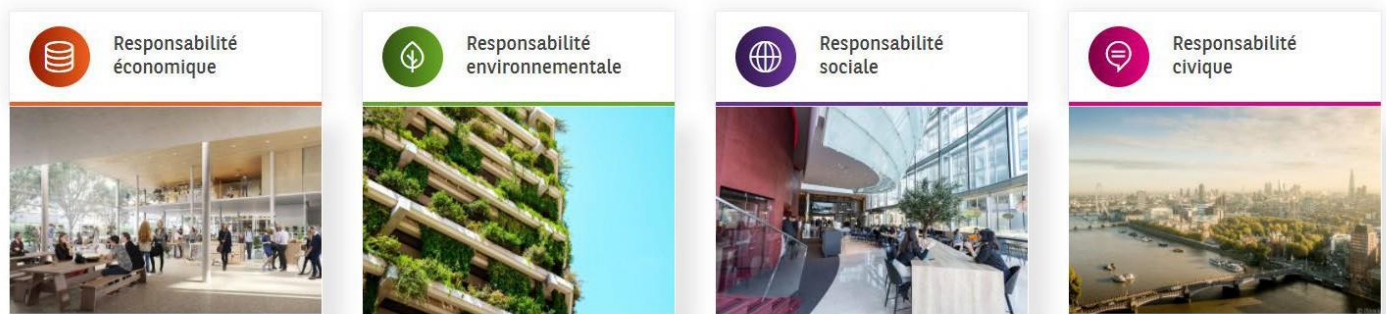 Responsabilité
économique
Responsabilité
environnementale
Responsabilité
sociale
Responsabilité
civique